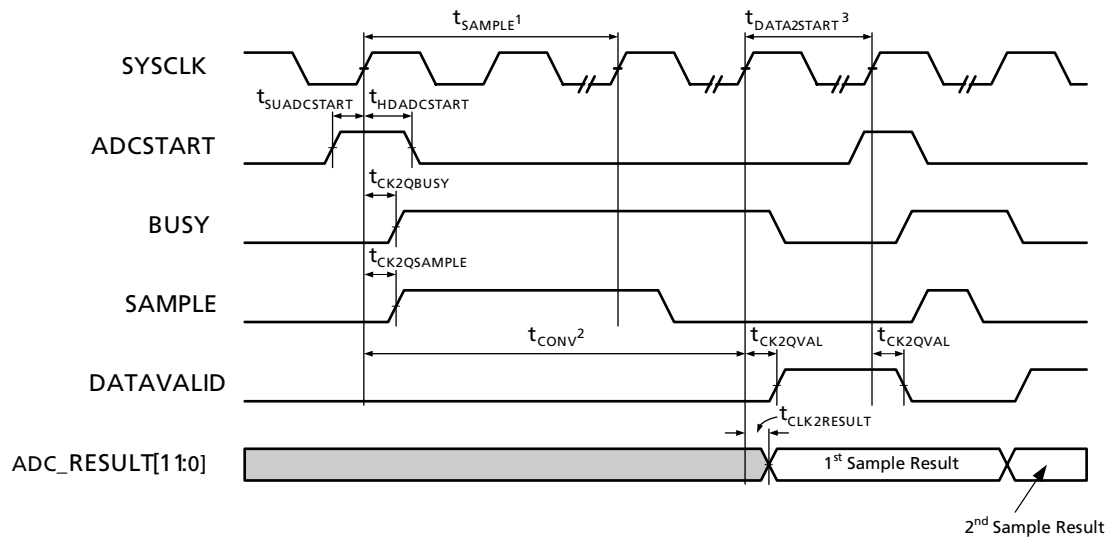 tSAMPLE1
tDATA2START3
SYSCLK
tSUADCSTART
tHDADCSTART
ADCSTART
tCK2QBUSY
BUSY
tCK2QSAMPLE
SAMPLE
tCONV2
tCK2QVAL
tCK2QVAL
DATAVALID
tCLK2RESULT
ADC_RESULT[11:0]
1st Sample Result
2nd Sample Result